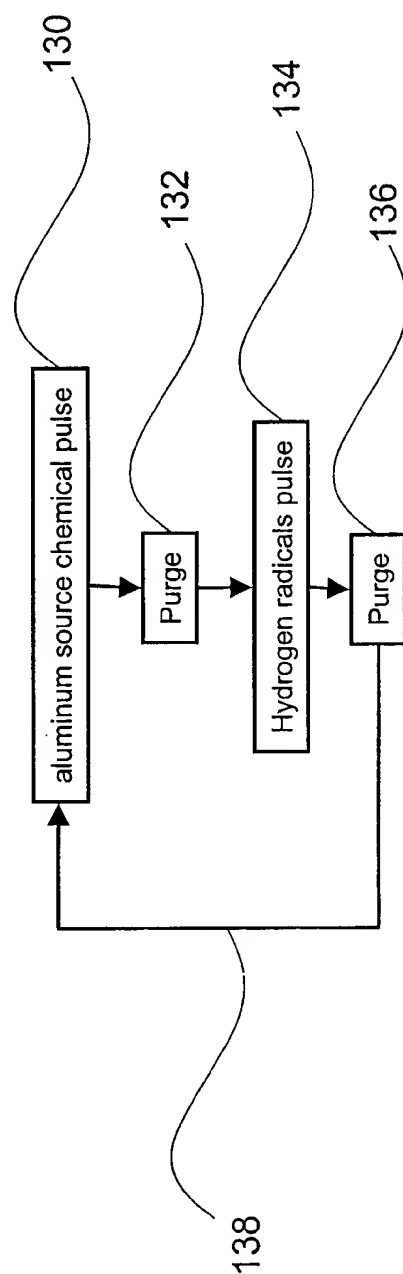 aluminum source chemical pulse
130
Purge
132
Hydrogen radicals pulse
134
Purge
136
138